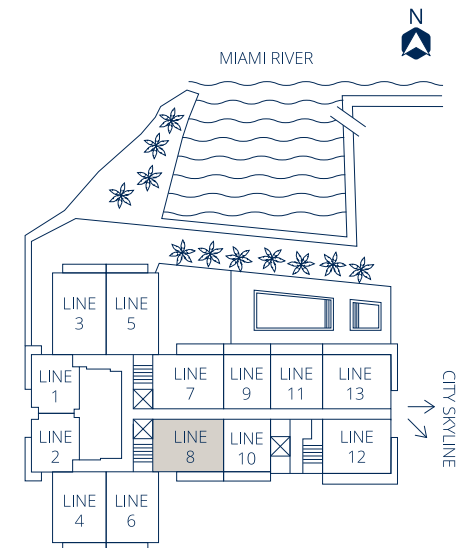 N
MIAMI RIVER
LINE
3
LINE
5
LINE
1
LINE
7
LINE
9
LINE
11
LINE
13
CITY SKYLINE
LINE
2
LINE
8
LINE
10
LINE
12
LINE
4
LINE
6